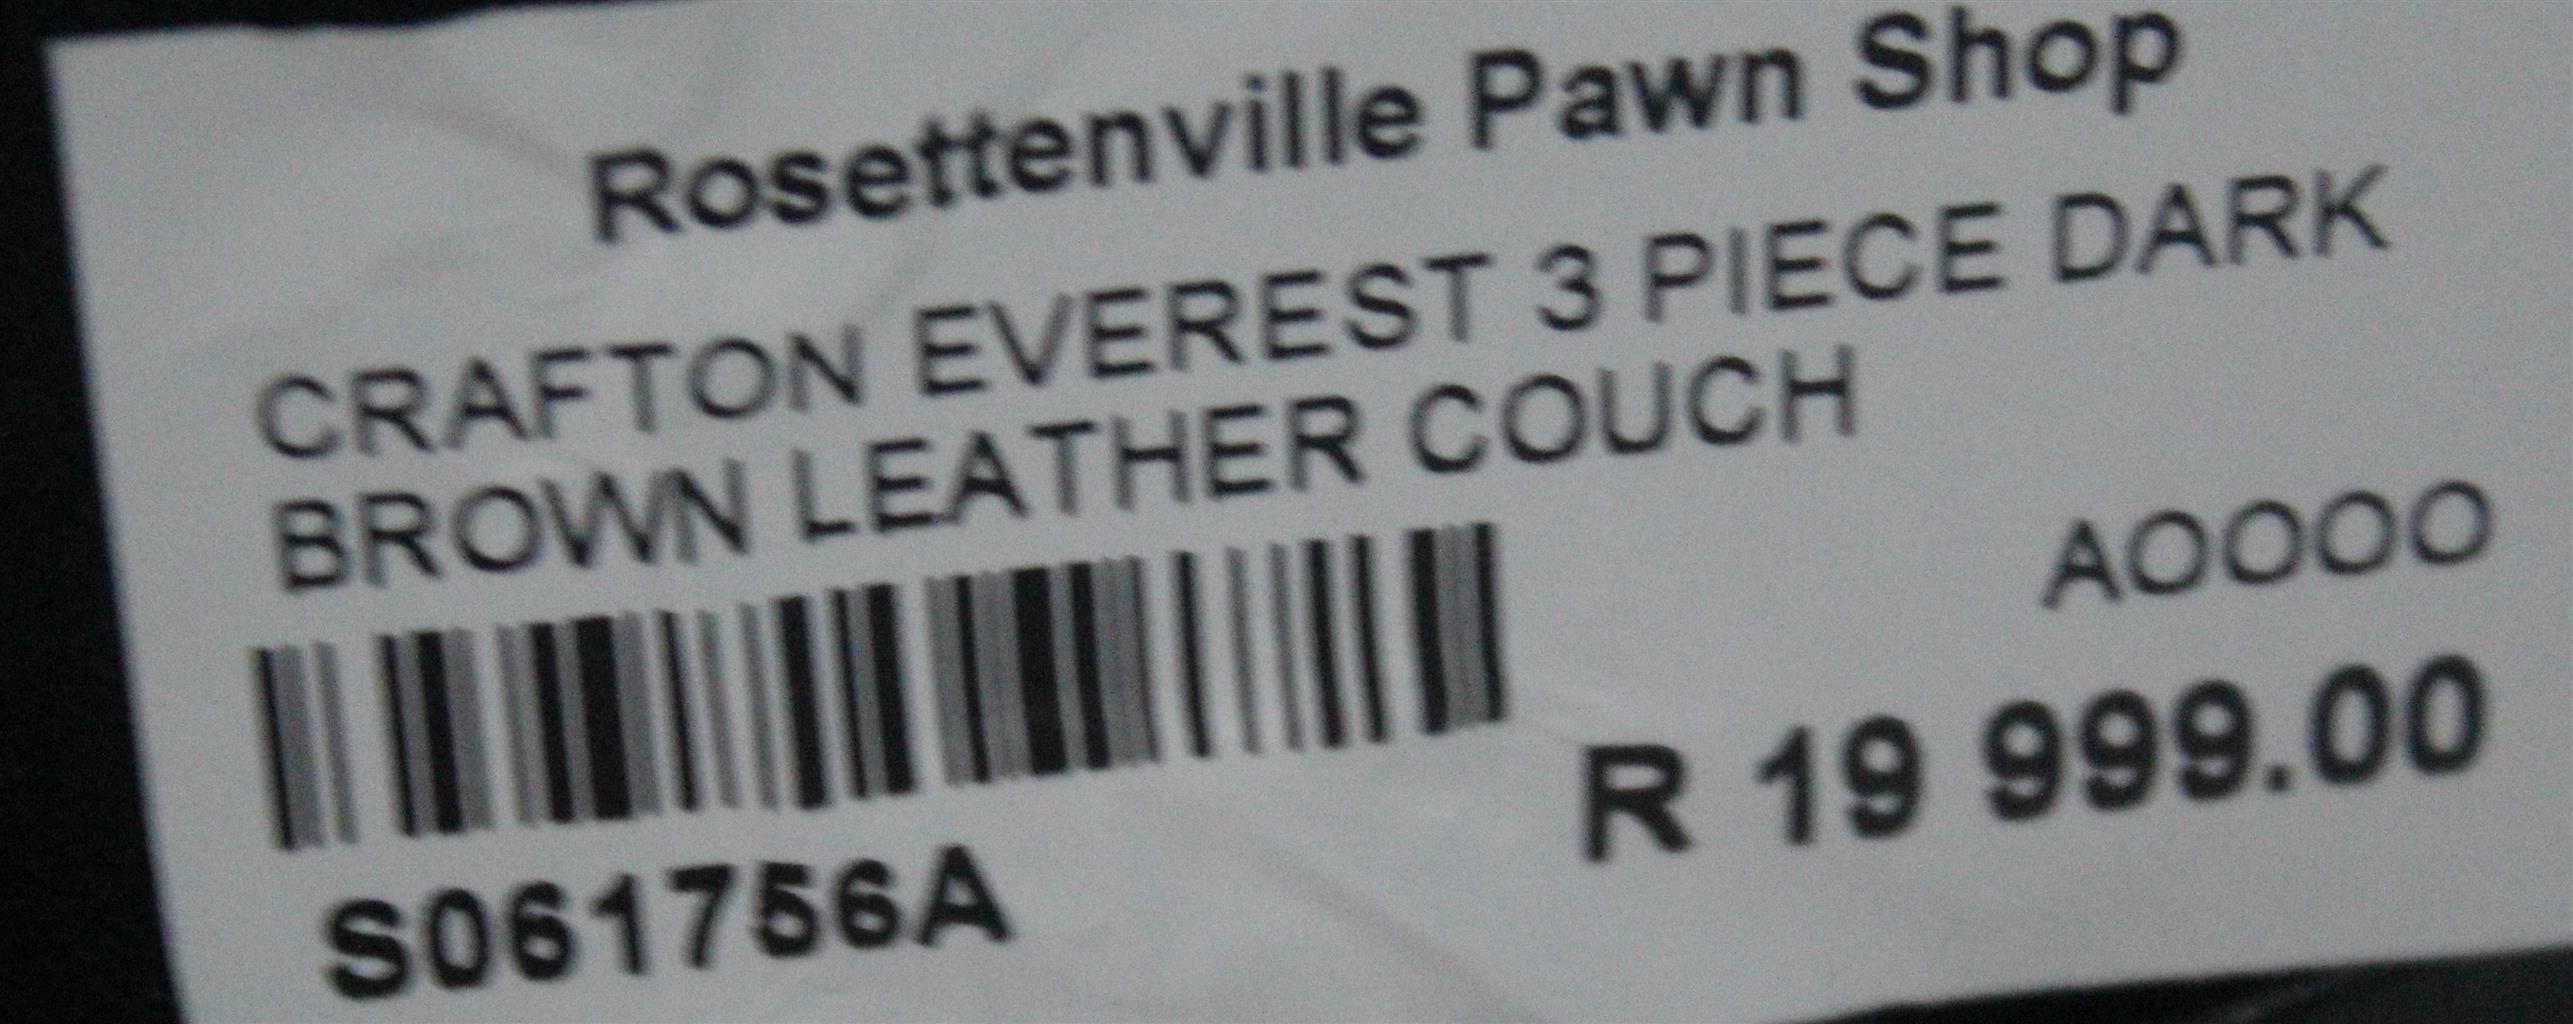 Rosettenville Pawn Shop
CRAFTON EVEREST 3 PIECE DARK
BROWN LEATHER COUCH
AOOOO
R 19 999.00
S061756A